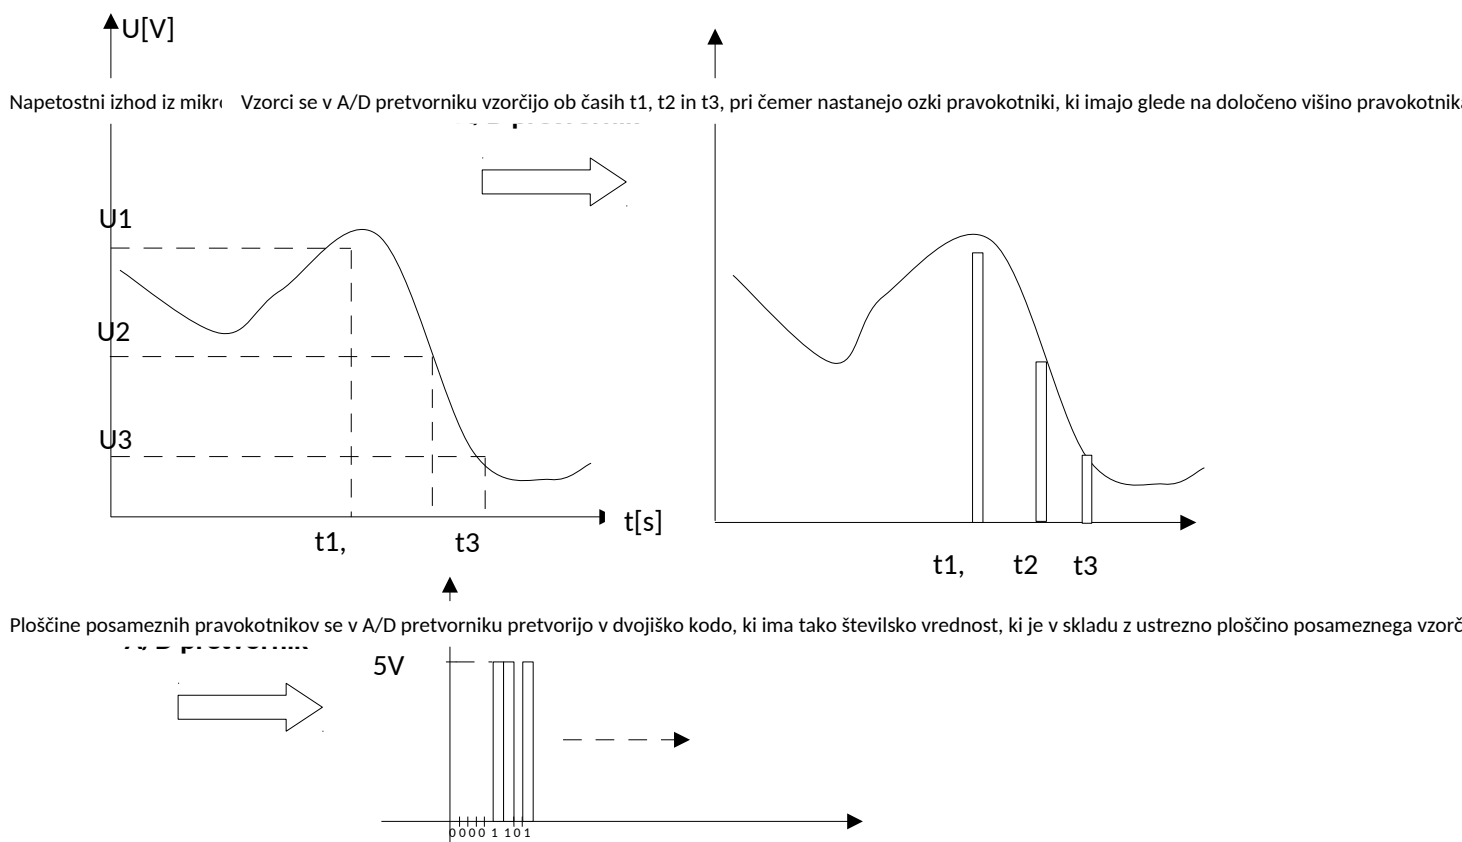 U[V]
Napetostni izhod iz
Vzorci se v A/D pretvorniku vzorčijo ob časih t1, t2 in t3, pri čemer nastanejo ozki pravokotniki, ki imajo glede na določeno višino
A/D pretvornik
U1
U2
U3
t[s]
t1,
t3
t1,
t2
t3
Ploščine posameznih pravokotnikov se v A/D pretvorniku pretvorijo v dvojiško kodo, ki ima tako številsko vrednost, ki je v skladu z ustrezno ploščino posameznega
A/D pretvornik
5V
0 0 0 0 1 1 0 1